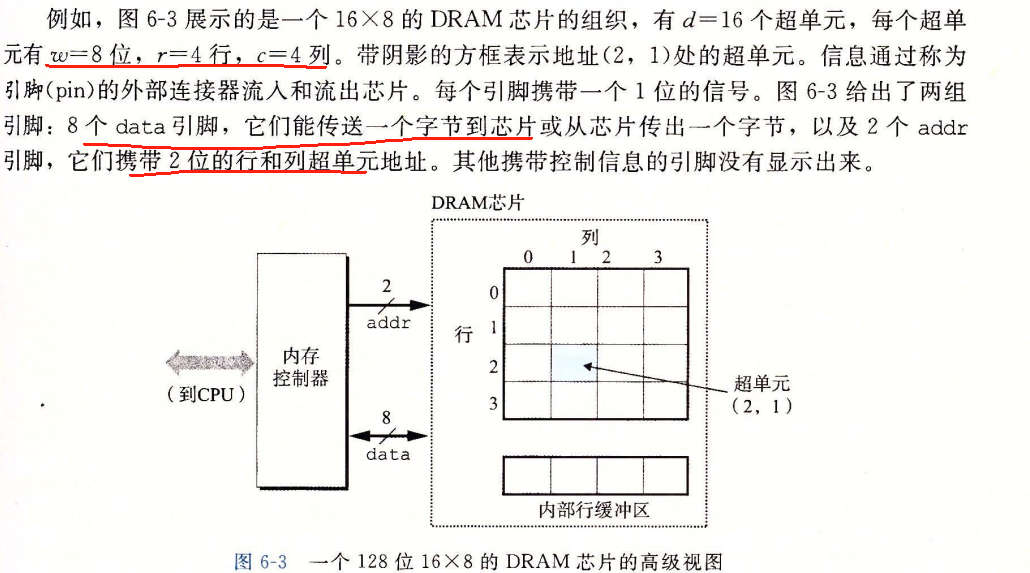 例如，图 6-3 展示的是一个 16×8 的 DRAM 芯片的组织，有 d=16 个超单元，每个超单
元有 w=8 位，r=4 行，c=4 列。带阴影的方框表示地址(2, 1)处的超单元。信息通过称为
引脚(pin)的外部连接器流入和流出芯片。每个引脚携带一个 1 位的信号。图 6-3 给出了两组
引脚：8 个 data 引脚，它们能传送一个字节到芯片或从芯片传出一个字节，以及 2 个 addr
引脚，它们携带 2 位的行和列超单元地址。其他携带控制信息的引脚没有显示出来。
DRAM芯片
列
0 1 2 3
0
1
2
3
行
2
addr
内存
控制器
（到CPU）
8
data
超单元
（2, 1）
内部行缓冲区
图 6-3 一个 128 位 16×8 的 DRAM 芯片的高级视图